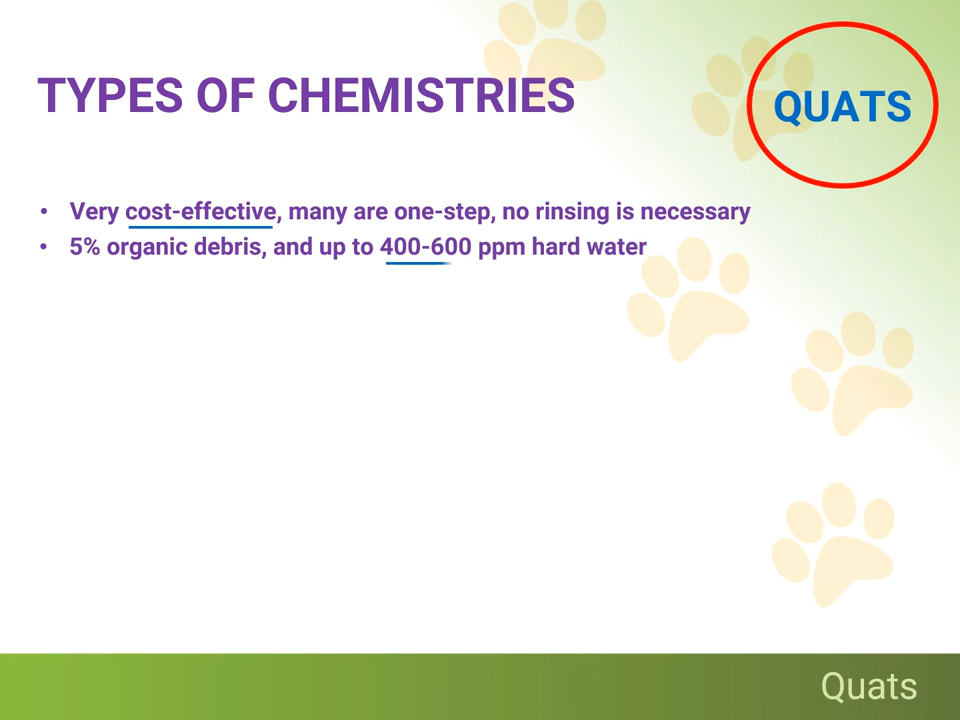 TYPES OF CHEMISTRIES
QUATS
• Very cost-effective, many are one-step, no rinsing is necessary
• 5% organic debris, and up to 400-600 ppm hard water
Quats